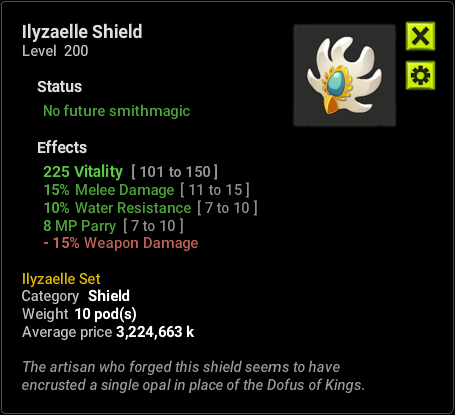 Ilyzaelle Shield
Level 200
Status
No future smithmagic
Effects
225 Vitality [ 101 to 150 ]
15% Melee Damage [ 11 to 15 ]
10% Water Resistance [ 7 to 10 ]
8 MP Parry [ 7 to 10 ]
- 15% Weapon Damage
Ilyzaelle Set
Category Shield
Weight 10 pod(s)
Average price 3,224,663 k
The artisan who forged this shield seems to have
encrusted a single opal in place of the Dofus of Kings.